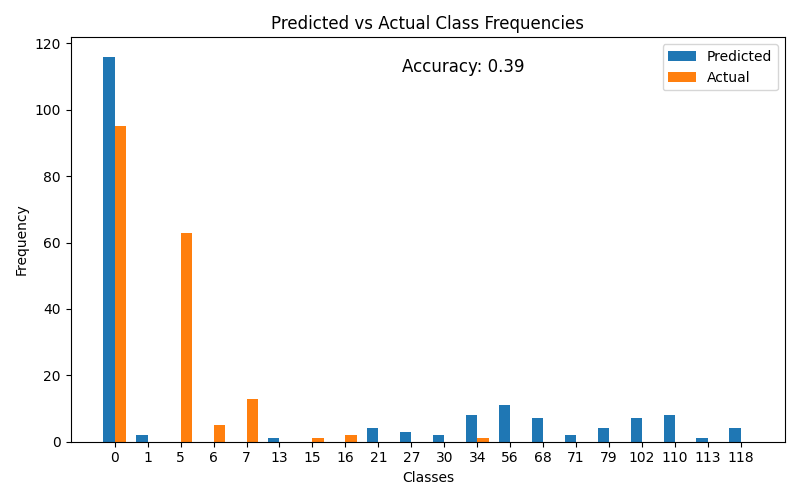 Predicted vs Actual Class Frequencies
Accuracy: 0.39
Predicted
Actual
Frequency
120
100
80
60
40
20
0
0 1 5 6 7 13 15 16 21 27 30 34 56 68 71 79 102 110 113 118
Classes